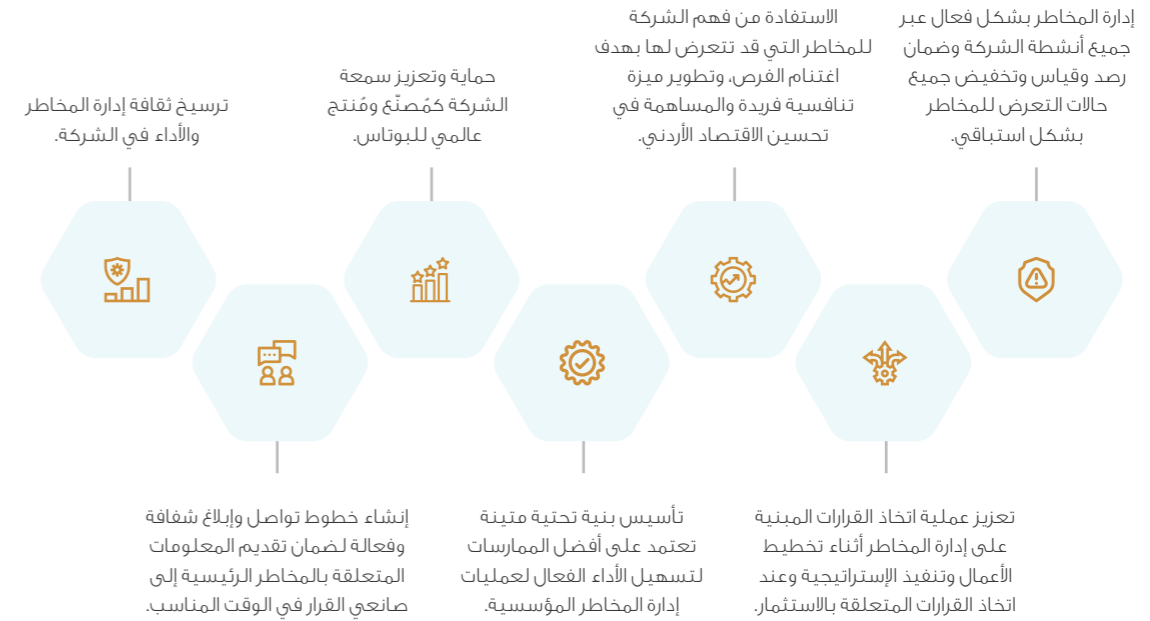 إدارة المخاطر بشكل فعال عبر
جميع أنشطة الشركة وضمان
رصد وقياس وتخفيض جميع
حالات التعرض للمخاطر
بشكل استباقي.
تعزيز عملية اتخاذ القرارات المبنية
على إدارة المخاطر أثناء تخطيط
الأعمال وتنفيذ الإستراتيجية وعند
اتخاذ القرارات المتعلقة بالاستثمار.
الاستفادة من فهم الشركة
للمخاطر التي قد تتعرض لها بهدف
اغتنام الفرص، وتطوير ميزة
تنافسية فريدة والمساهمة في
تحسين الاقتصاد الأردني.
تأسيس بنية تحتية متينة
تعتمد على أفضل الممارسات
لتسهيل الأداء الفعال لعمليات
إدارة المخاطر المؤسسية.
حماية وتعزيز سمعة
الشركة كمُصنّع ومُنتج
عالمي للبوتاس.
إنشاء خطوط تواصل وإبلاغ شفافة
وفعالة لضمان تقديم المعلومات
المتعلقة بالمخاطر الرئيسية إلى
صانعي القرار في الوقت المناسب.
ترسيخ ثقافة إدارة المخاطر
والأداء في الشركة.